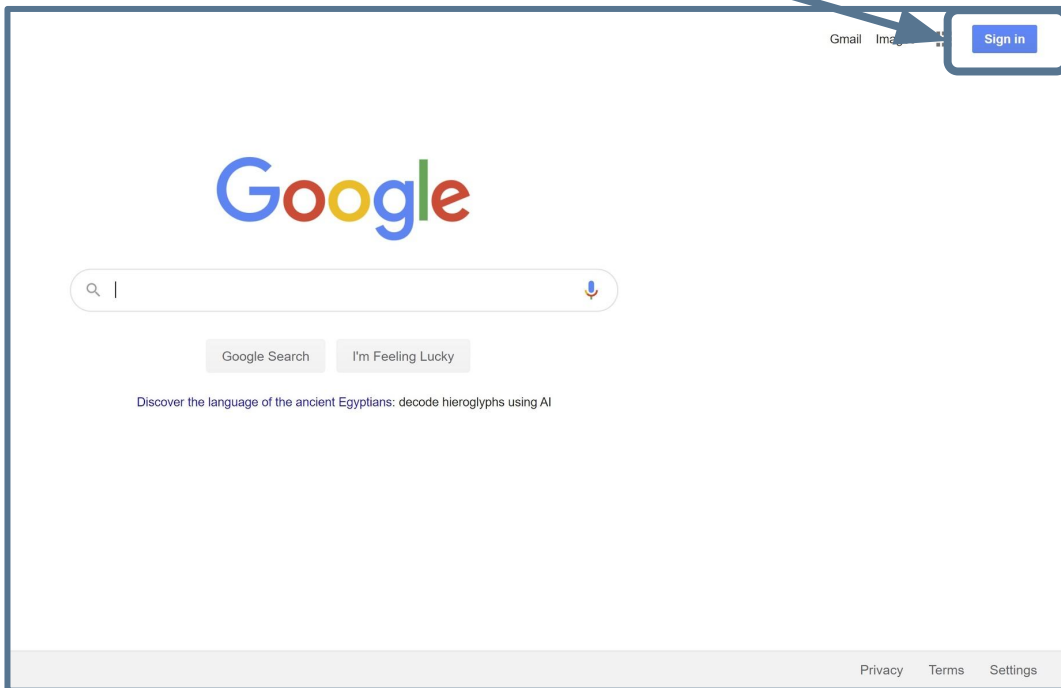 Gmail Images Sign in
Google
Google Search I'm Feeling Lucky
Discover the language of the ancient Egyptians: decode hieroglyphs using AI
Privacy Terms Settings